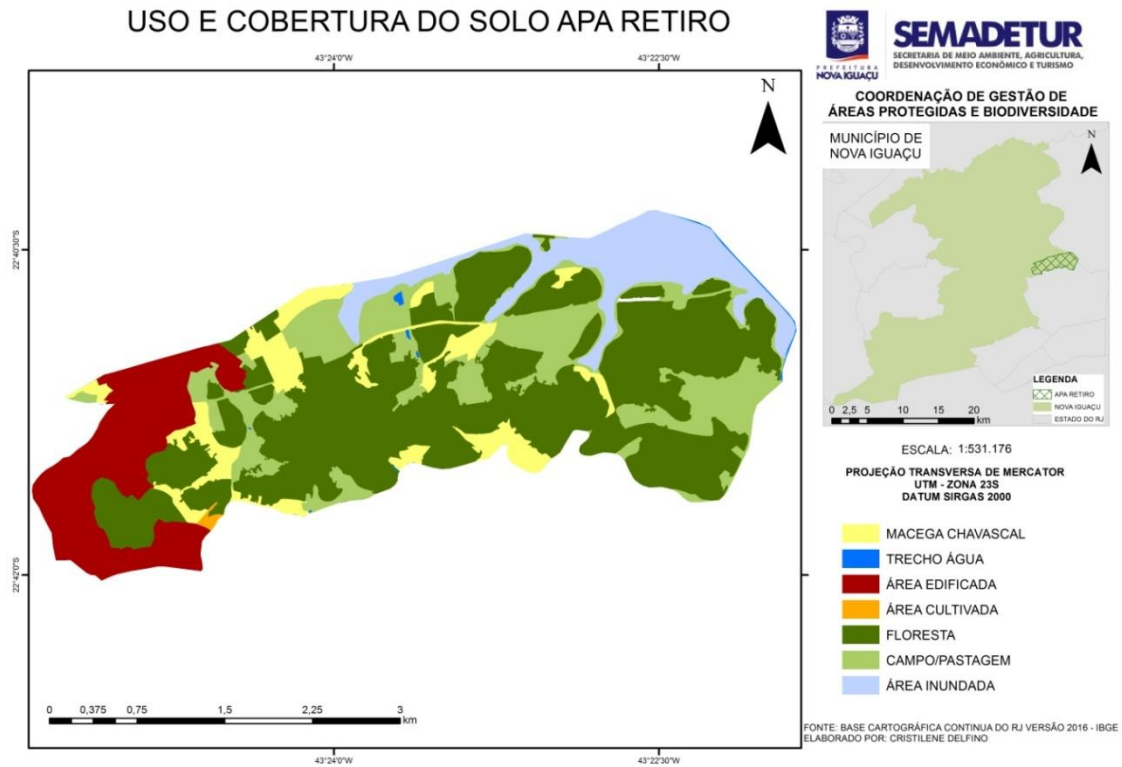 USO E COBERTURA DO SOLO APA RETIRO
43°24'0"W
43°22'30"W
N
22°40'30"S
22°42'0"S
0 0,375 0,75 1,5 2,25 3
km
43°24'0"W
43°22'30"W
PREFEITURA
NOVA IGUAÇU
SEMADETUR
SECRETARIA DE MEIO AMBIENTE, AGRICULTURA,
DESENVOLVIMENTO ECONÔMICO E TURISMO
COORDENAÇÃO DE GESTÃO DE
ÁREAS PROTEGIDAS E BIODIVERSIDADE
MUNICÍPIO DE
NOVA IGUAÇU
N
LEGENDA
APA RETIRO
NOVA IGUAÇU
ESTADO DO RJ
0 2,5 5 10 15 20
km
ESCALA: 1:531.176
PROJEÇÃO TRANSVERSA DE MERCATOR
UTM - ZONA 23S
DATUM SIRGAS 2000
MACEGA CHAVASCAL
TRECHO ÁGUA
ÁREA EDIFICADA
ÁREA CULTIVADA
FLORESTA
CAMPO/PASTAGEM
ÁREA INUNDADA
FONTE: BASE CARTOGRÁFICA CONTINUA DO RJ VERSÃO 2016 - IBGE
ELABORADO POR: CRISTILENE DELFINO